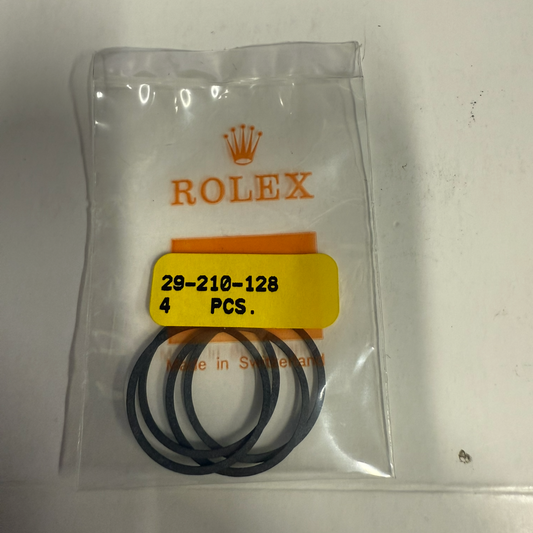 ROLEX
29-210-128
4 PCS.
Made in Switzerland